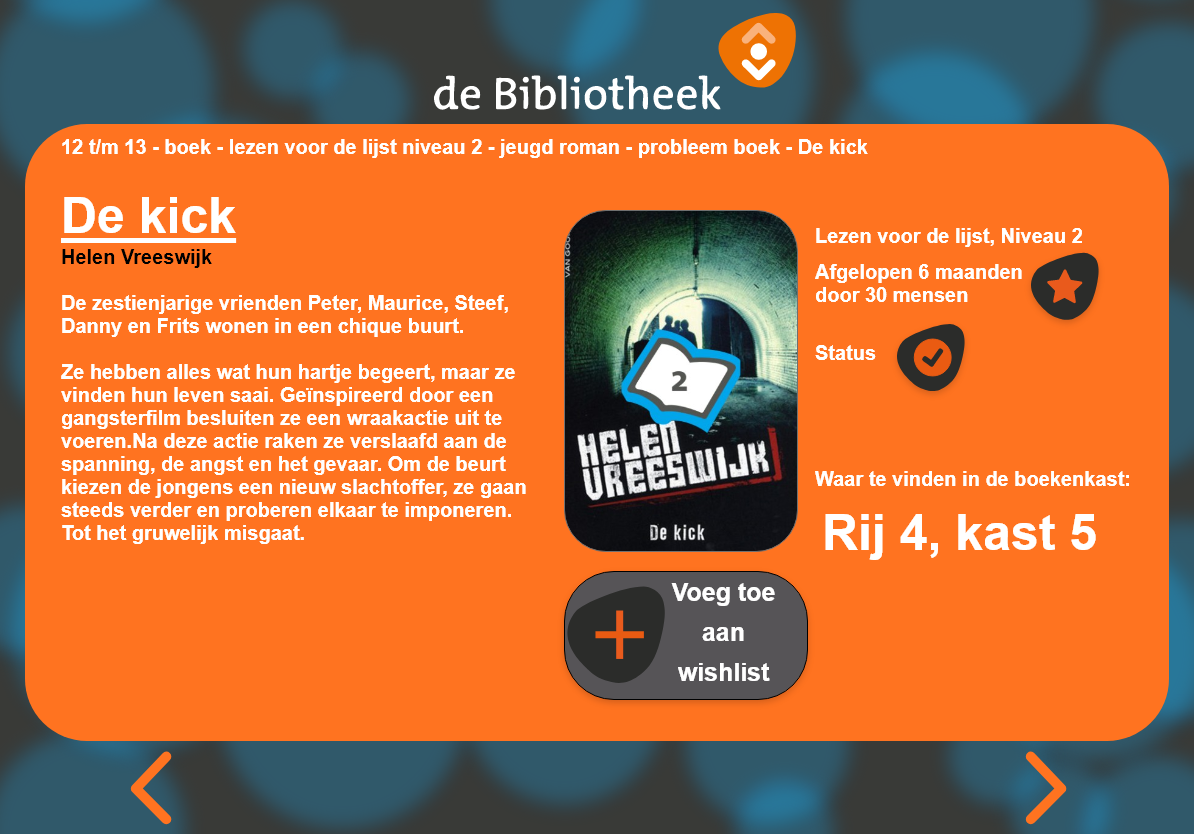 de Bibliotheek
12 t/m 13 - boek - lezen voor de lijst niveau 2 - jeugd roman - probleem boek - De kick
De kick
Helen Vreeswijk
De zestienjarige vrienden Peter, Maurice, Steef,
Danny en Frits wonen in een chique buurt.
Ze hebben alles wat hun hartje begeert, maar ze
vinden hun leven saai. Geïnspireerd door een
gangsterfilm besluiten ze een wraakactie uit te
voeren.Na deze actie raken ze verslaafd aan de
spanning, de angst en het gevaar. Om de beurt
kiezen de jongens een nieuw slachtoffer, ze gaan
steeds verder en proberen elkaar te imponeren.
Tot het gruwelijk misgaat.
VAN GOO
2
HELEN
VREESWIJK
De kick
Voeg toe
aan
wishlist
Lezen voor de lijst, Niveau 2
Afgelopen 6 maanden
door 30 mensen
Status
Waar te vinden in de boekenkast:
Rij 4, kast 5